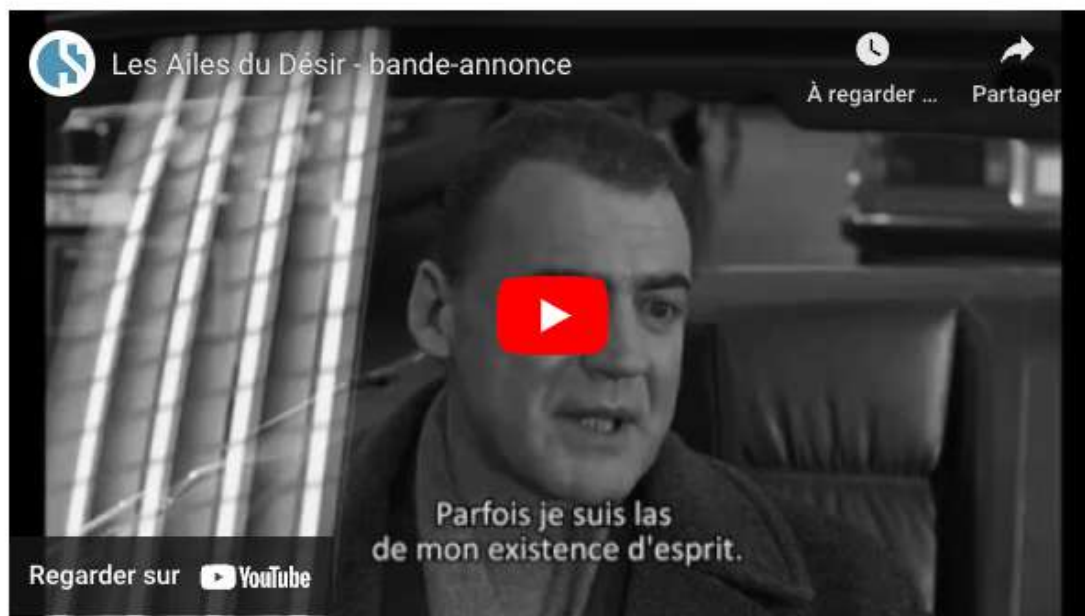 Les Ailes du Désir - bande-annonce
À regarder ...
Partager
Parfois je suis las
de mon existence d'esprit.
Regarder sur YouTube